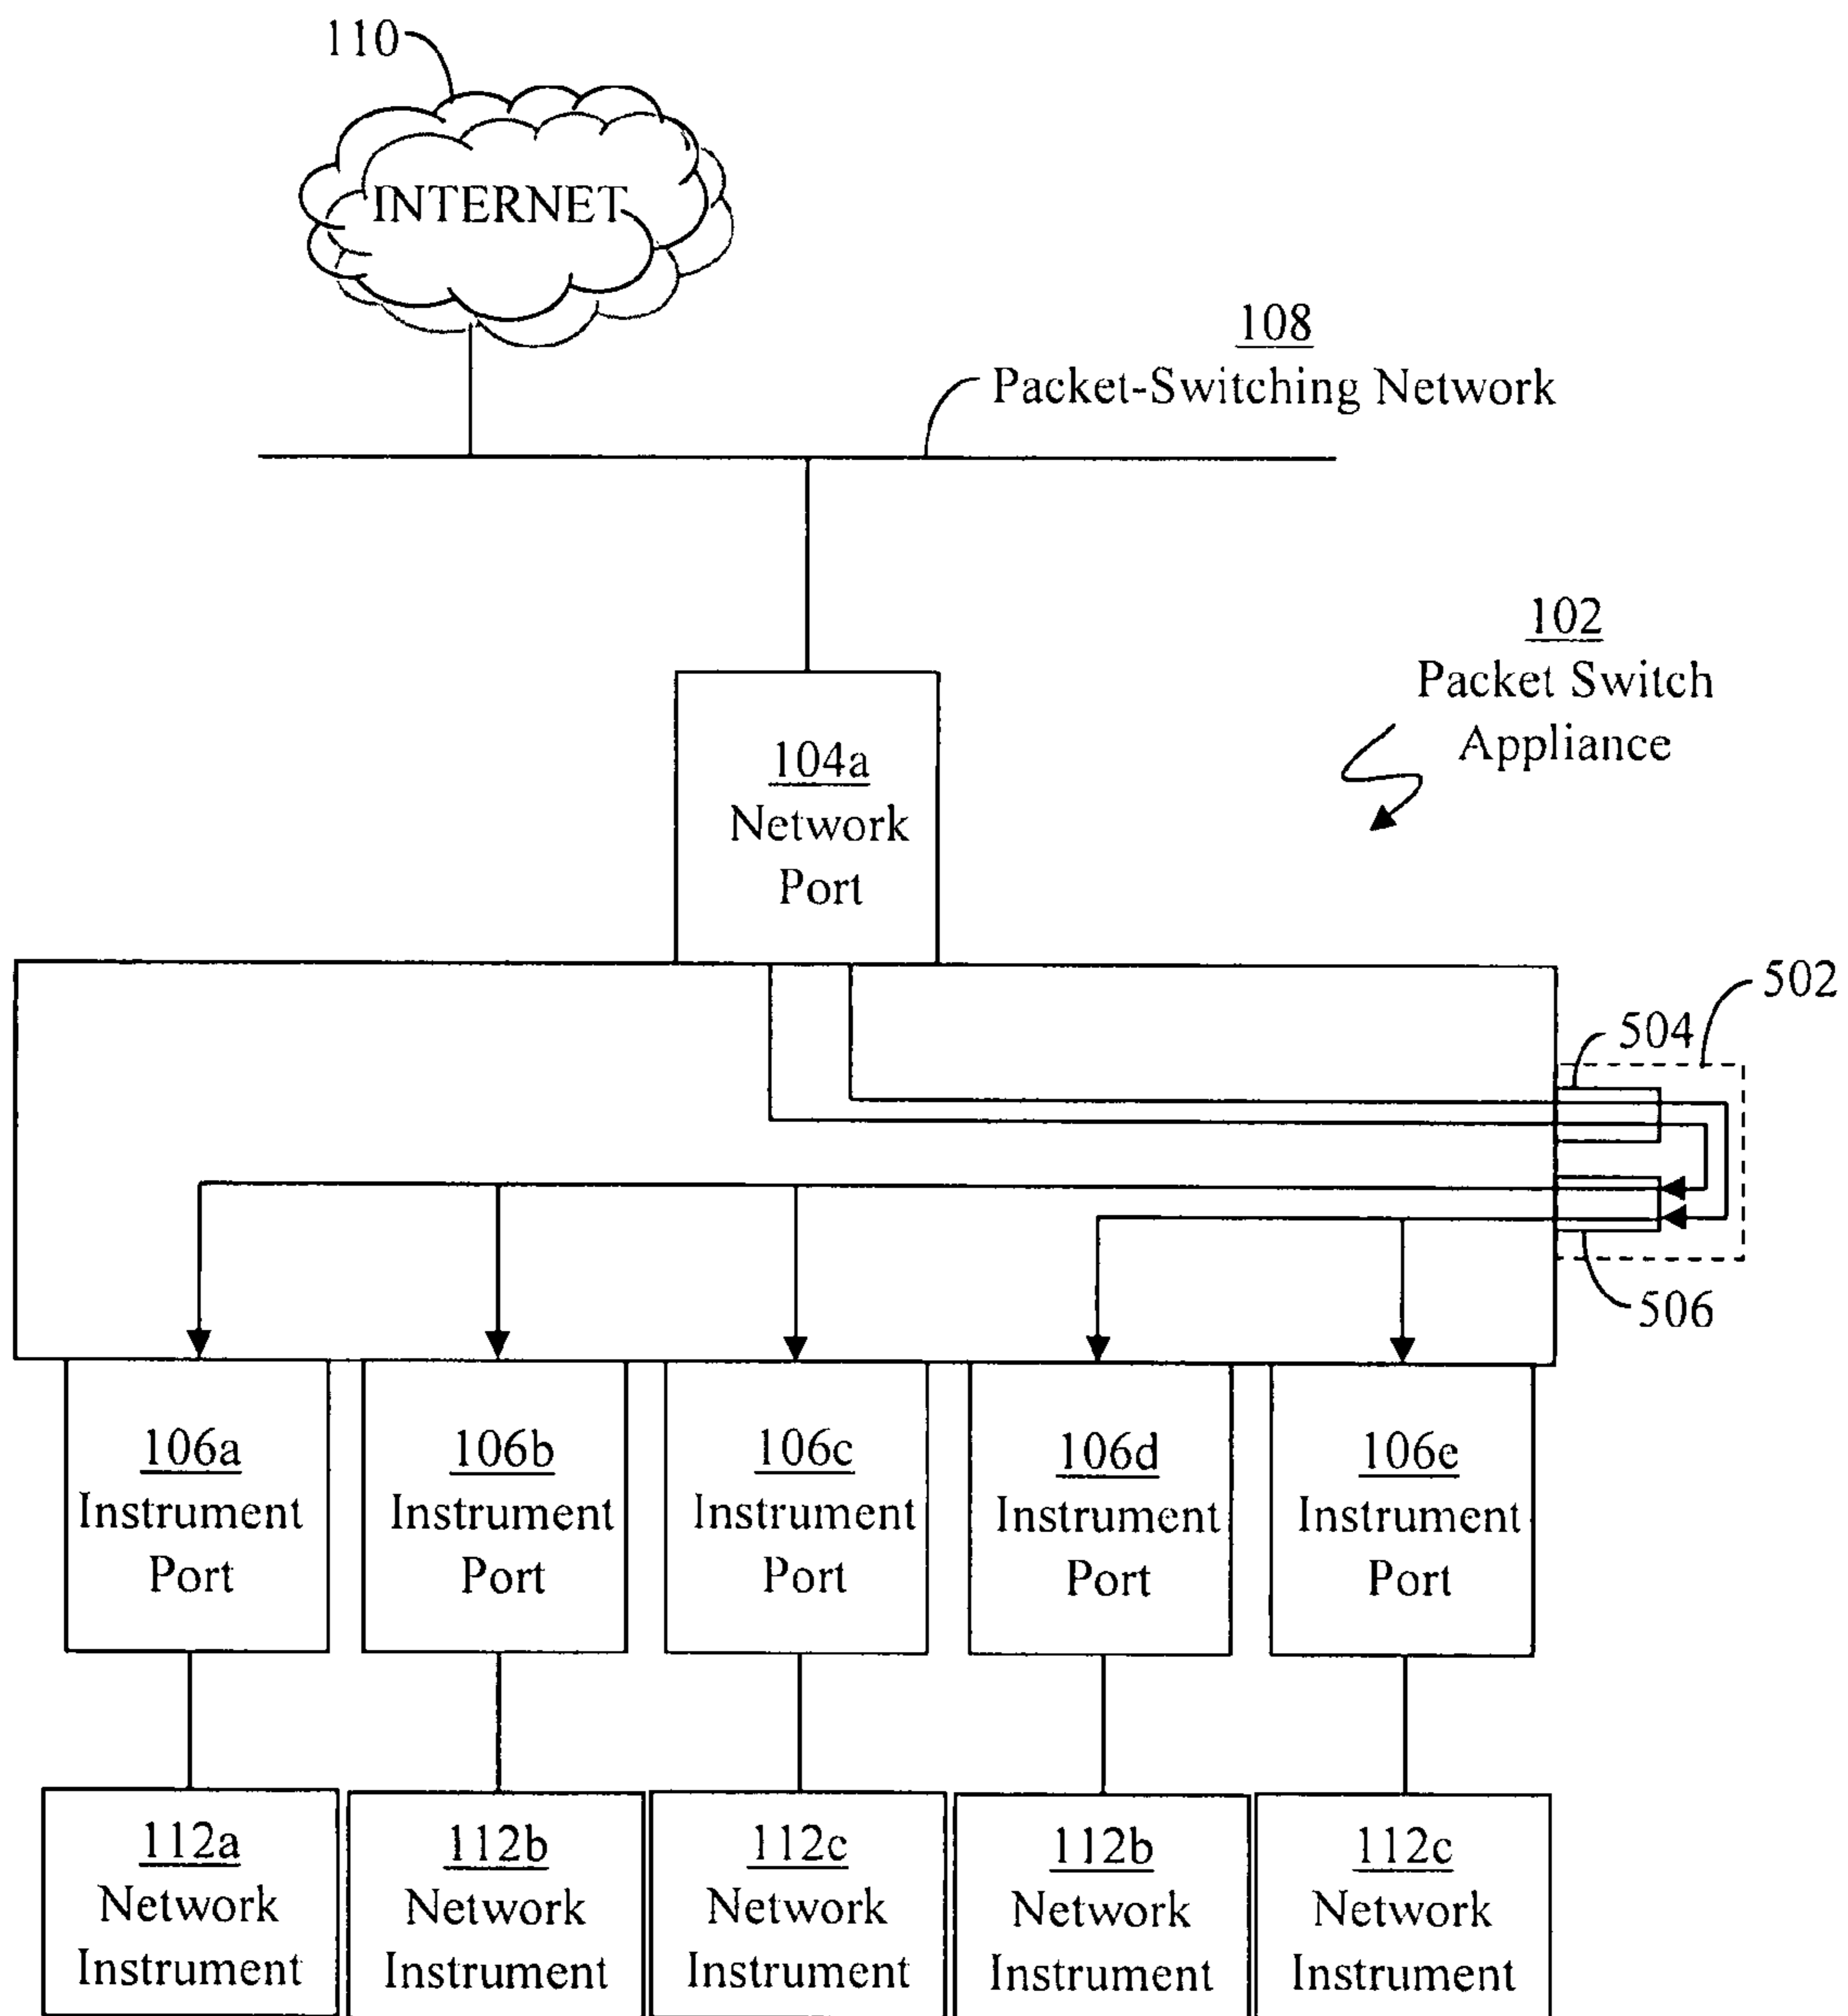 110
INTERNET
108
Packet-Switching Network
102
Packet Switch
Appliance
104a
Network
Port
502
504
506
106a
Instrument
Port
106b
Instrument
Port
106c
Instrument
Port
106d
Instrument
Port
106e
Instrument
Port
112a
Network
Instrument
112b
Network
Instrument
112c
Network
Instrument
112b
Network
Instrument
112c
Network
Instrument